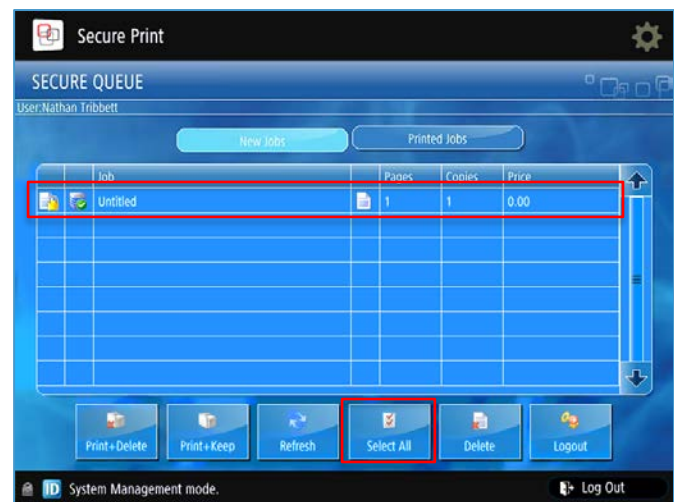 Secure Print
SECURE QUEUE
User:Nathan Tribbett
New Jobs Printed Jobs
Job Pages Copies Price
Untitled 1 1 0.00
Print+Delete Print+Keep Refresh Select All Delete Logout
ID System Management mode. Log Out